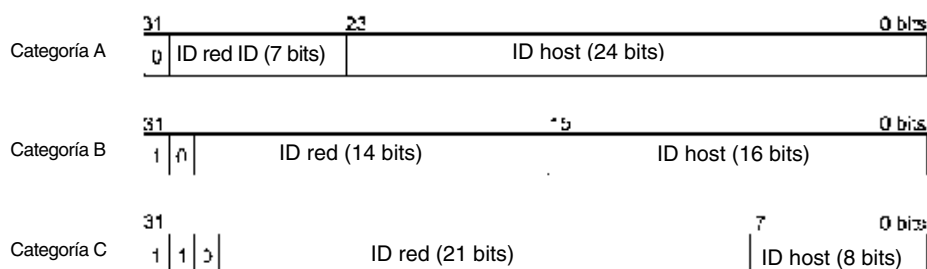 31 23 0 bits
Categoría A 0 ID red ID (7 bits) ID host (24 bits)
31 15 0 bits
Categoría B 1 0 ID red (14 bits) ID host (16 bits)
31 7 0 bits
Categoría C 1 1 0 ID red (21 bits) ID host (8 bits)